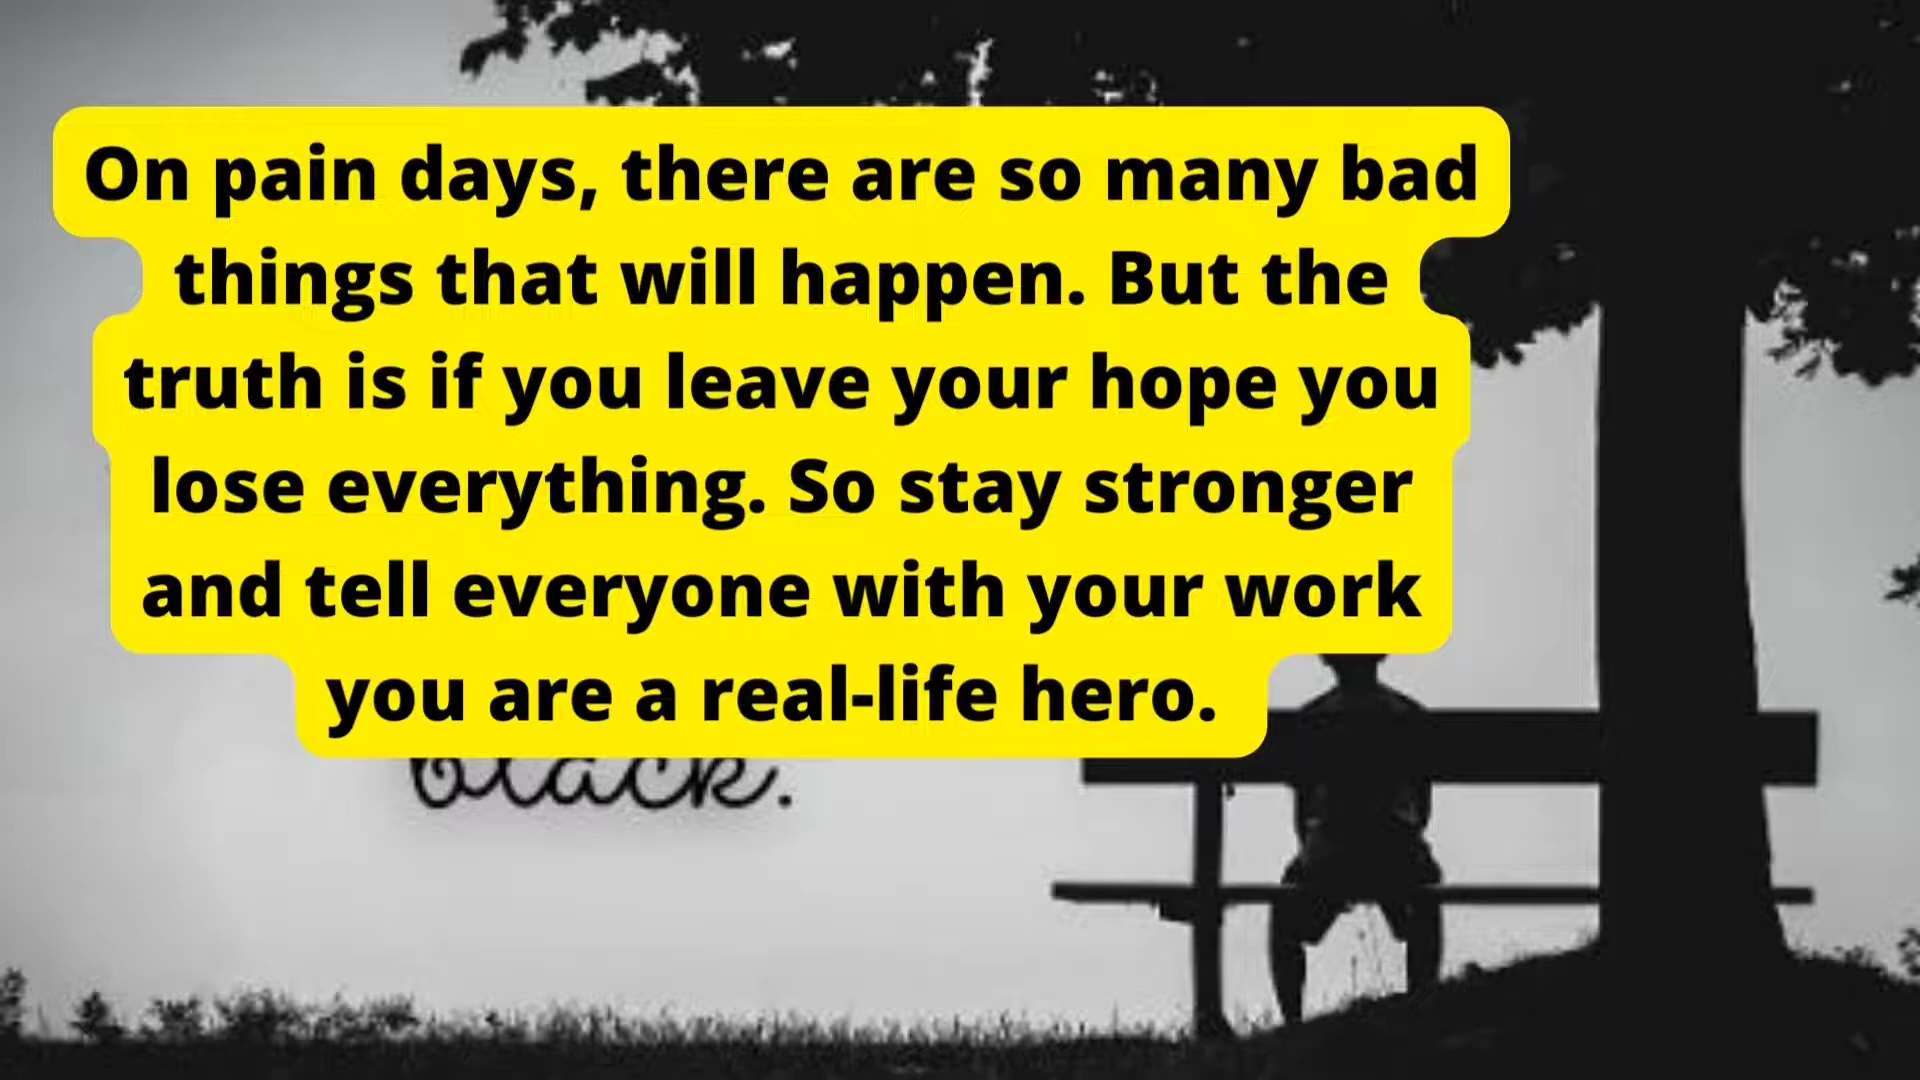 On pain days, there are so many bad
things that will happen. But the
truth is if you leave your hope you
lose everything. So stay stronger
and tell everyone with your work
you are a real-life hero.
black.